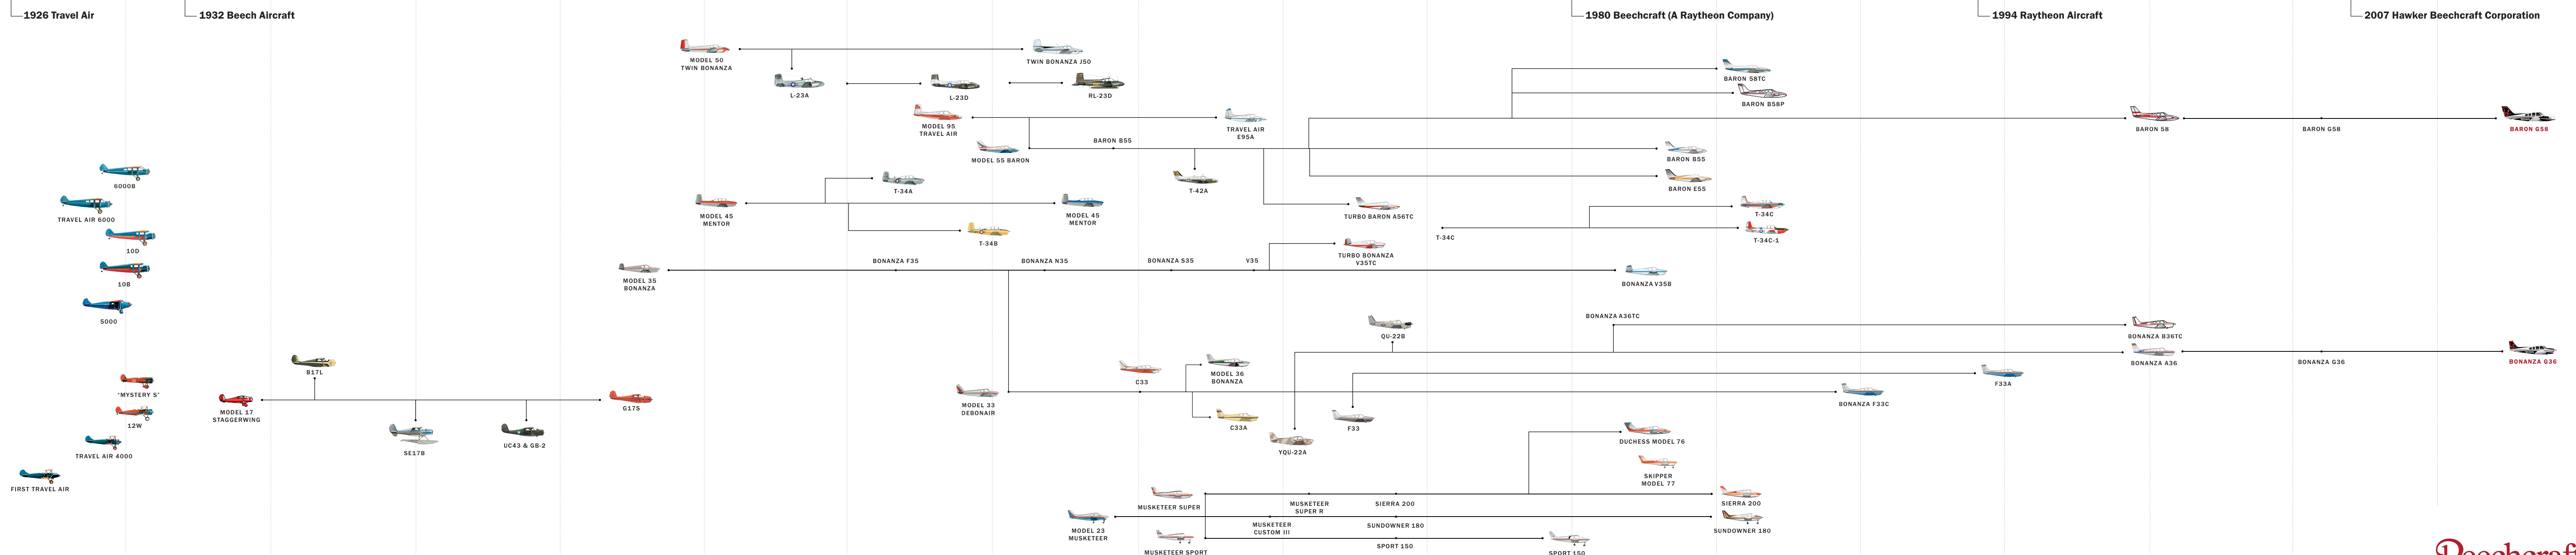 1926 Travel Air
1932 Beech Aircraft
1980 Beechcraft (A Raytheon Company)
1994 Raytheon Aircraft
2007 Hawker Beechcraft Corporation
MODEL 50
TWIN BONANZA
TWIN BONANZA J50
L-23A
L-23D
RL-23D
BARON 58TC
BARON B58P
MODEL 95
TRAVEL AIR
TRAVEL AIR
E95A
BARON 58
BARON G58
BARON G58
MODEL 55 BARON
BARON B55
BARON B55
T-42A
BARON E55
6000B
TRAVEL AIR 6000
T-34A
MODEL 45
MENTOR
MODEL 45
MENTOR
TURBO BARON A56TC
T-34C
T-34B
T-34C
T-34C-1
10D
TURBO BONANZA
V35TC
MODEL 35
BONANZA
BONANZA F35
BONANZA N35
BONANZA S35
V35
BONANZA V35B
10B
5000
BONANZA A36TC
QU-22B
BONANZA B36TC
BONANZA A36
BONANZA G36
BONANZA G36
B17L
C33
MODEL 36
BONANZA
F33A
"MYSTERY S"
MODEL 17
STAGGERWING
G17S
MODEL 33
DEBONAIR
BONANZA F33C
12W
C33A
F33
SE17B
UC43 & GB-2
YQU-22A
DUCHESS MODEL 76
TRAVEL AIR 4000
SKIPPER
MODEL 77
FIRST TRAVEL AIR
MUSKETEER SUPER
MUSKETEER
SUPER R
SIERRA 200
SIERRA 200
MODEL 23
MUSKETEER
MUSKETEER
CUSTOM III
SUNDOWNER 180
SUNDOWNER 180
MUSKETEER SPORT
SPORT 150
SPORT 150
Beechcraf